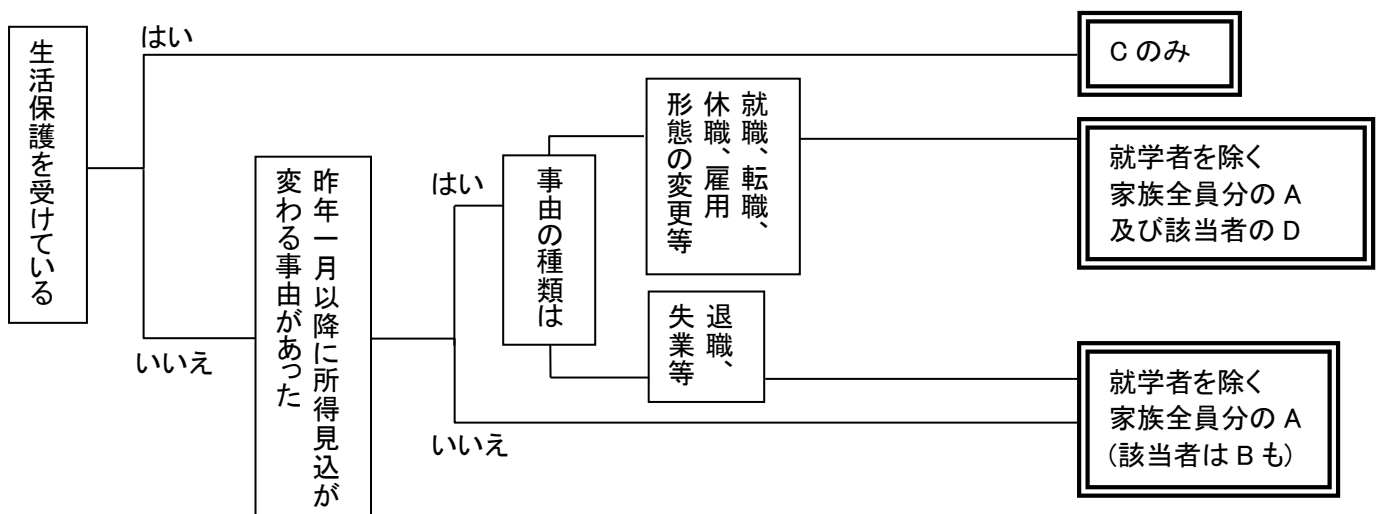 生活保護を受けている
はい
いいえ
昨年一月以降に所得見込が
変わる事由があった
はい
いいえ
事由の種類は
就職、転職、
休職、雇用
形態の変更等
退職、
失業等
Cのみ
就学者を除く
家族全員分のA
及び該当者のD
就学者を除く
家族全員分のA
(該当者はBも)